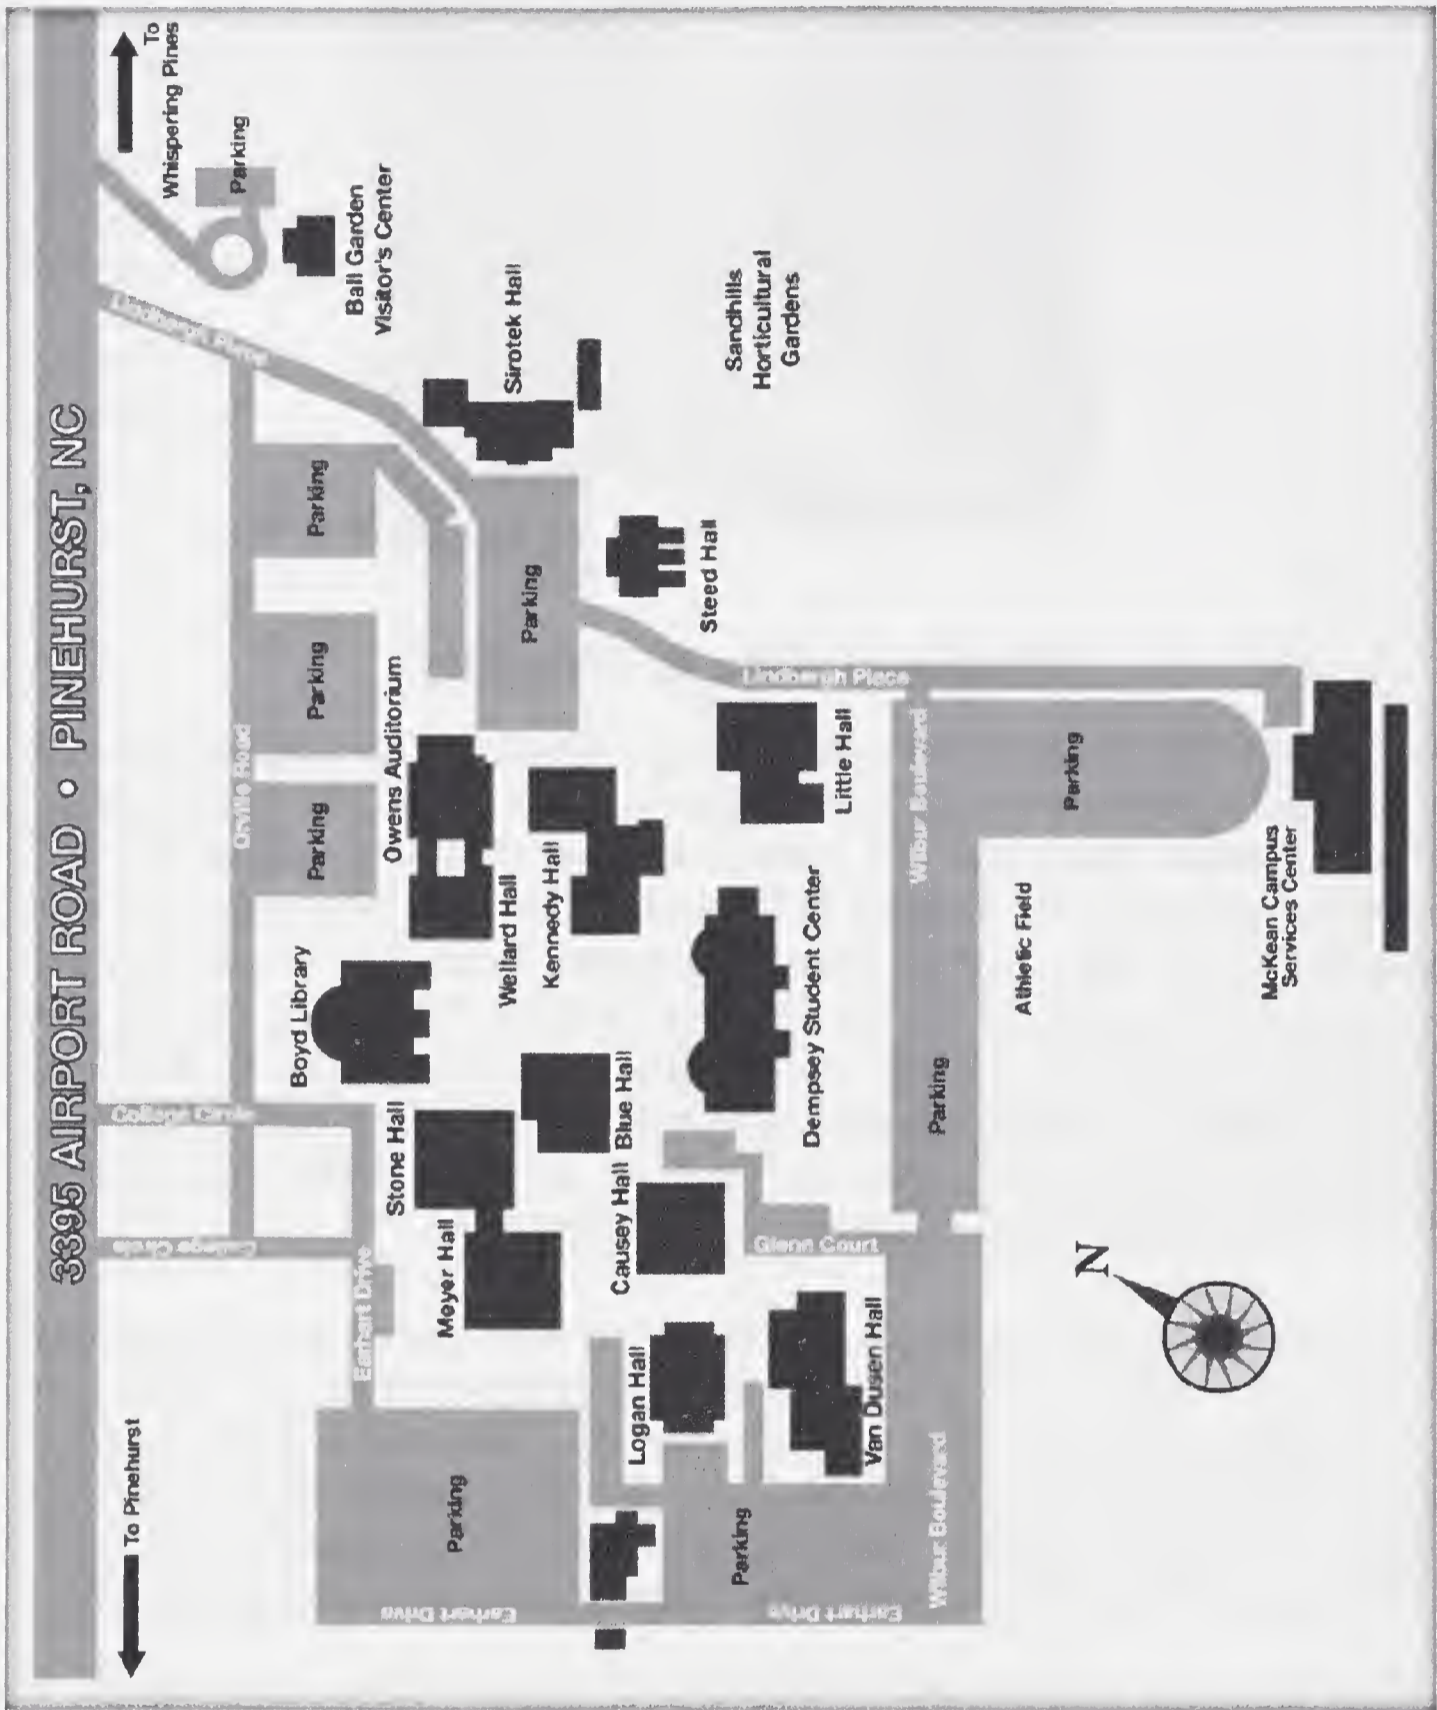 3395 AIRPORT ROAD • PINEHURST, NC
To Pinehurst
To
Whispering Pines
College Circle
College Circle
Lindbergh Place
Parking
Orville Road
Ball Garden
Visitor's Center
Boyd Library
Parking
Parking
Parking
Earhart Drive
Stone Hall
Owens Auditorium
Meyer Hall
Wellard Hall
Sirotek Hall
Parking
Kennedy Hall
Parking
Earhart Drive
Causey Hall
Blue Hall
Logan Hall
Steed Hall
Sandhills
Horticultural
Gardens
Parking
Glenn Court
Dempsey Student Center
Lindbergh Place
Little Hall
Earhart Drive
Van Dusen Hall
Wilbur Boulevard
Parking
Wilbur Boulevard
Athletic Field
Parking
N
McKean Campus
Services Center